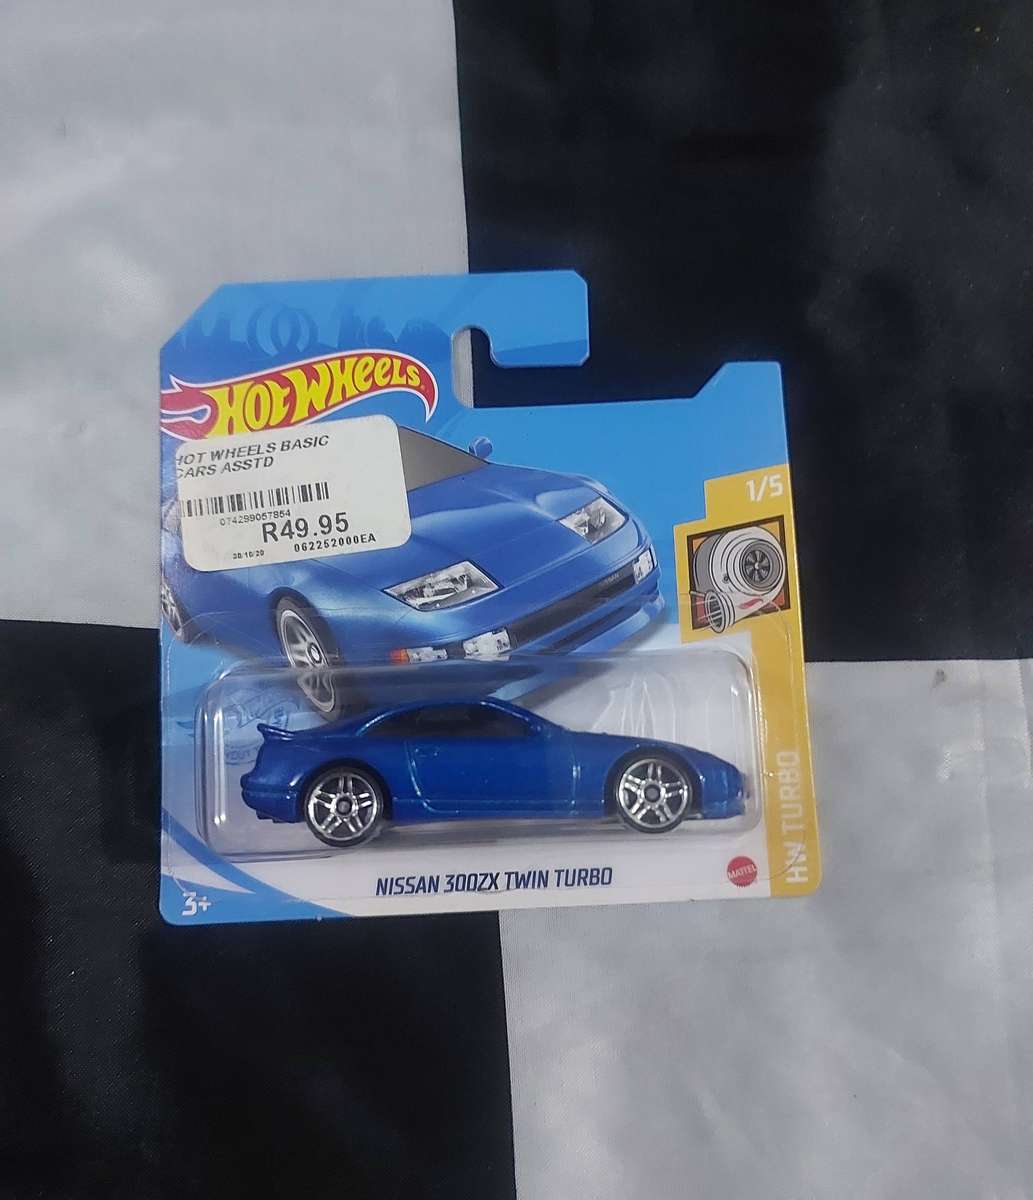 HOT WHEELS
HOT WHEELS BASIC
CARS ASSTD
074299057854
R49.95
30/10/20 062252000EA
1/5
HW TURBO
NISSAN 300ZX TWIN TURBO
MATTEL
3+